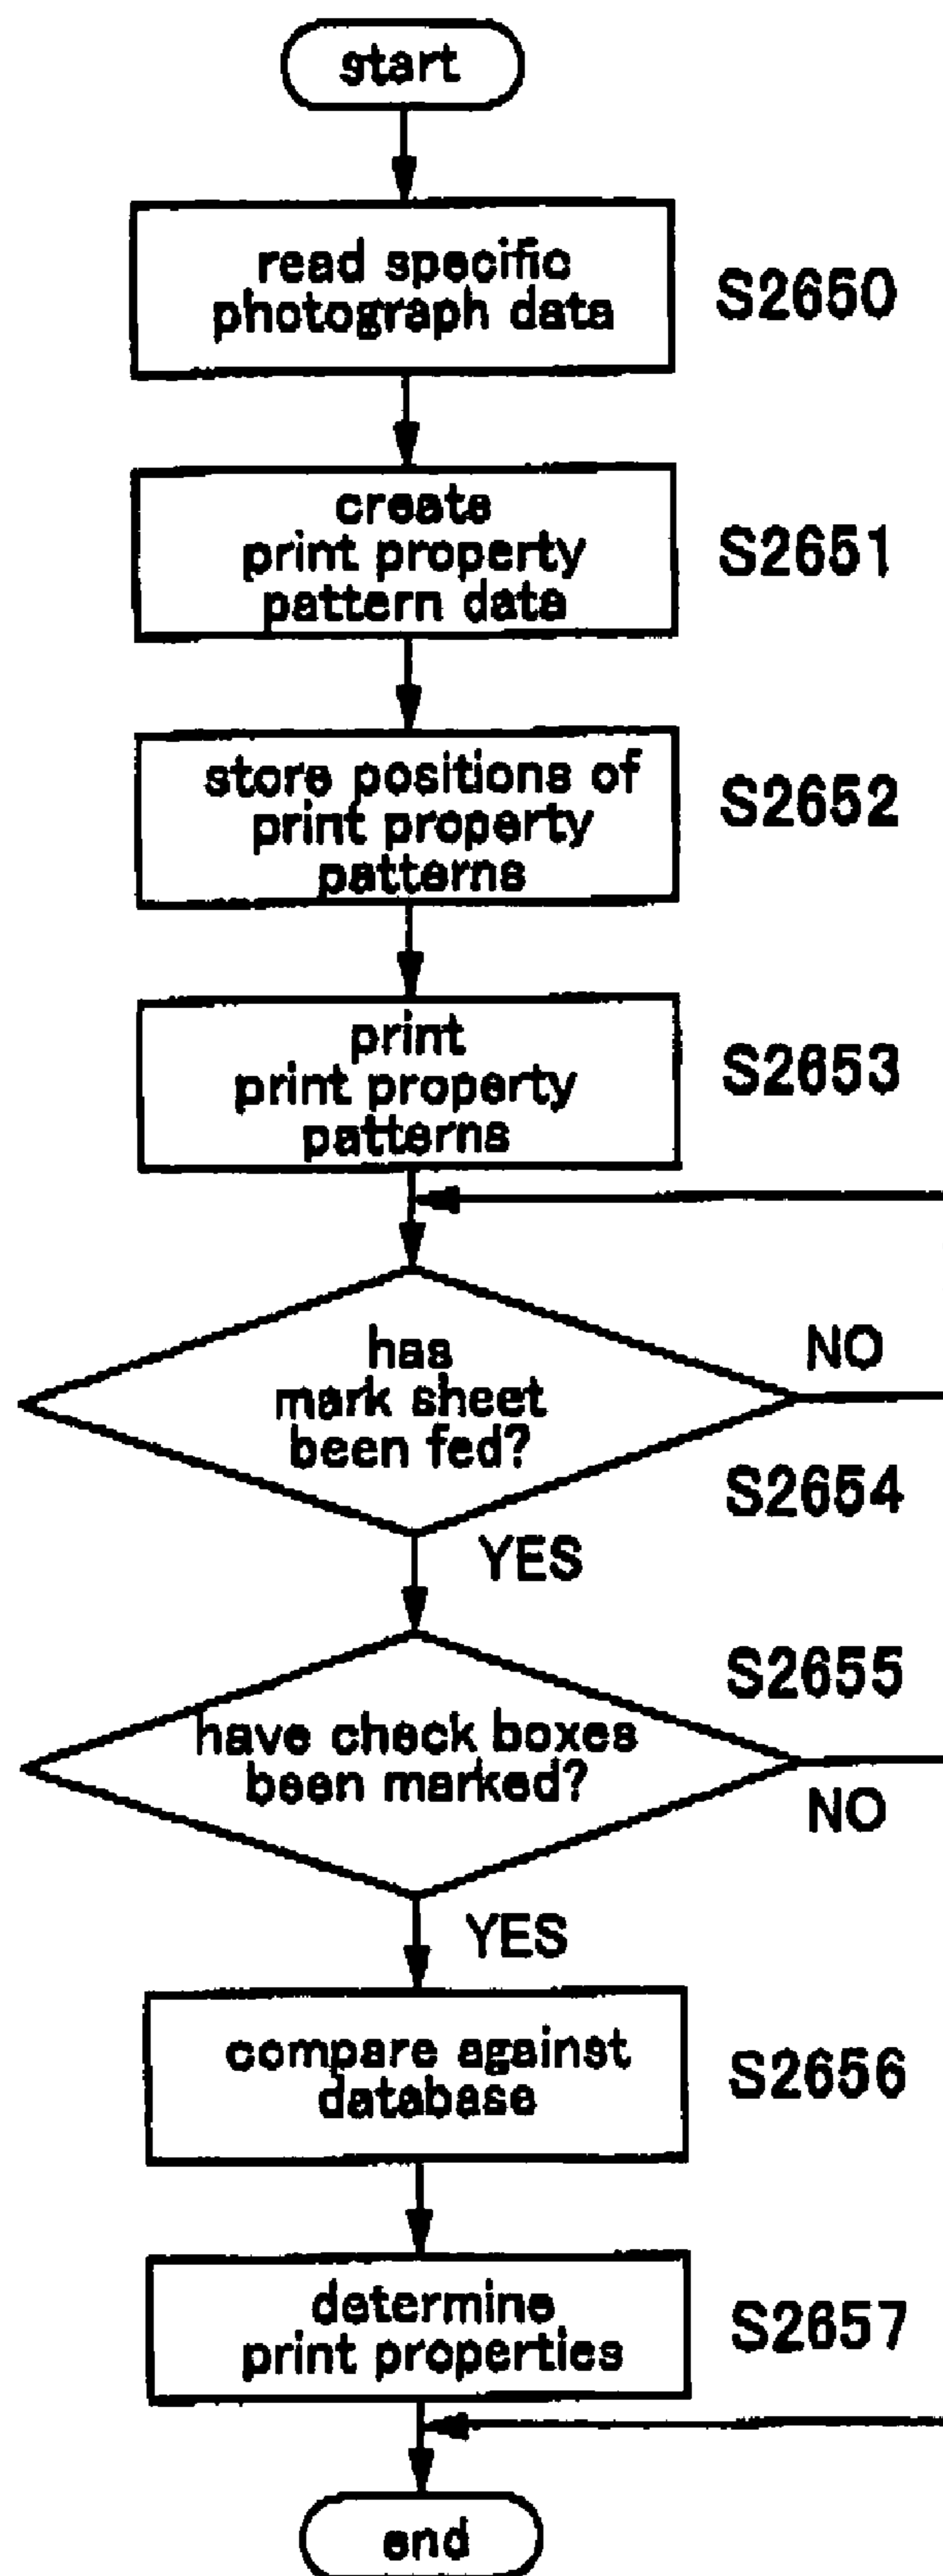 start
read specific
photograph data
S2650
create
print property
pattern data
S2651
store positions of
print property
patterns
S2652
print
print property
patterns
S2653
has
mark sheet
been fed?
NO
S2654
YES
S2655
have check boxes
been marked?
NO
YES
compare against
database
S2656
determine
print properties
S2657
end